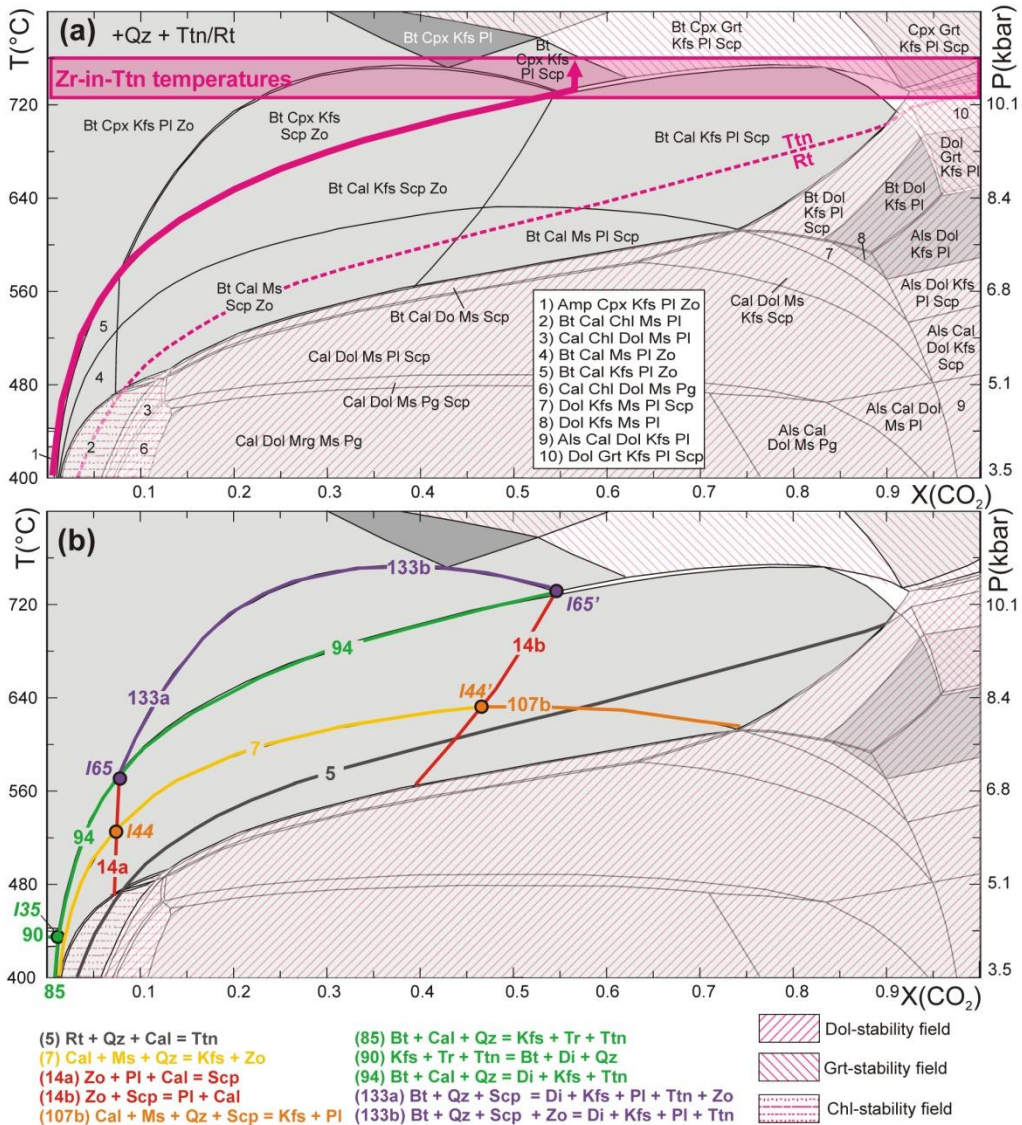 (a)
+Qz + Ttn/Rt
T(°C)
P(kbar)
Bt Cpx Kfs Pl
Bt
Cpx Kfs
Pl Scp
Bt Cpx Grt
Kfs Pl Scp
Cpx Grt
Kfs Pl Scp
Zr-in-Ttn temperatures
720
10.1
Bt Cpx Kfs Pl Zo
Bt Cpx Kfs
Scp Zo
Bt Cal Kfs Pl Scp
Ttn
Rt
10
Dol
Grt
Kfs Pl
640
8.4
Bt Cal Kfs Scp Zo
Bt Dol
Kfs Pl
Scp
Bt Dol
Kfs Pl
Bt Cal Ms Pl Scp
7
8
Als Dol
Kfs Pl
560
6.8
5
Bt Cal Ms
Scp Zo
Bt Cal Do Ms Scp
Cal Dol Ms
Kfs Scp
Als Dol Kfs
Pl Scp
4
Cal Dol Ms Pl Scp
Als Cal
Dol Kfs
Scp
480
5.1
3
Cal Dol Ms Pg Scp
2
6
Cal Dol Mrg Ms Pg
Als Cal
Dol Ms Pg
Als Cal Dol
Ms Pl
9
1
1) Amp Cpx Kfs Pl Zo
2) Bt Cal Chl Ms Pl
3) Cal Chl Dol Ms Pl
4) Bt Cal Ms Pl Zo
5) Bt Cal Kfs Pl Zo
6) Cal Chl Dol Ms Pg
7) Dol Kfs Ms Pl Scp
8) Dol Kfs Ms Pl
9) Als Cal Dol Kfs Pl
10) Dol Grt Kfs Pl Scp
400
3.5
0.1 0.2 0.3 0.4 0.5 0.6 0.7 0.8 0.9 X(CO2)
(b)
T(°C)
P(kbar)
133b
I65'
720
10.1
94
14b
133a
I44'
107b
640
8.4
7
5
I65
560
6.8
94
I44
14a
480
5.1
I35
90
400
3.5
85
0.1 0.2 0.3 0.4 0.5 0.6 0.7 0.8 0.9 X(CO2)
(5) Rt + Qz + Cal = Ttn
(7) Cal + Ms + Qz = Kfs + Zo
(14a) Zo + Pl + Cal = Scp
(14b) Zo + Scp = Pl + Cal
(107b) Cal + Ms + Qz + Scp = Kfs + Pl
(85) Bt + Cal + Qz = Kfs + Tr + Ttn
(90) Kfs + Tr + Ttn = Bt + Di + Qz
(94) Bt + Cal + Qz = Di + Kfs + Ttn
(133a) Bt + Qz + Scp = Di + Kfs + Pl + Ttn + Zo
(133b) Bt + Qz + Scp + Zo = Di + Kfs + Pl + Ttn
Dol-stability field
Grt-stability field
Chl-stability field